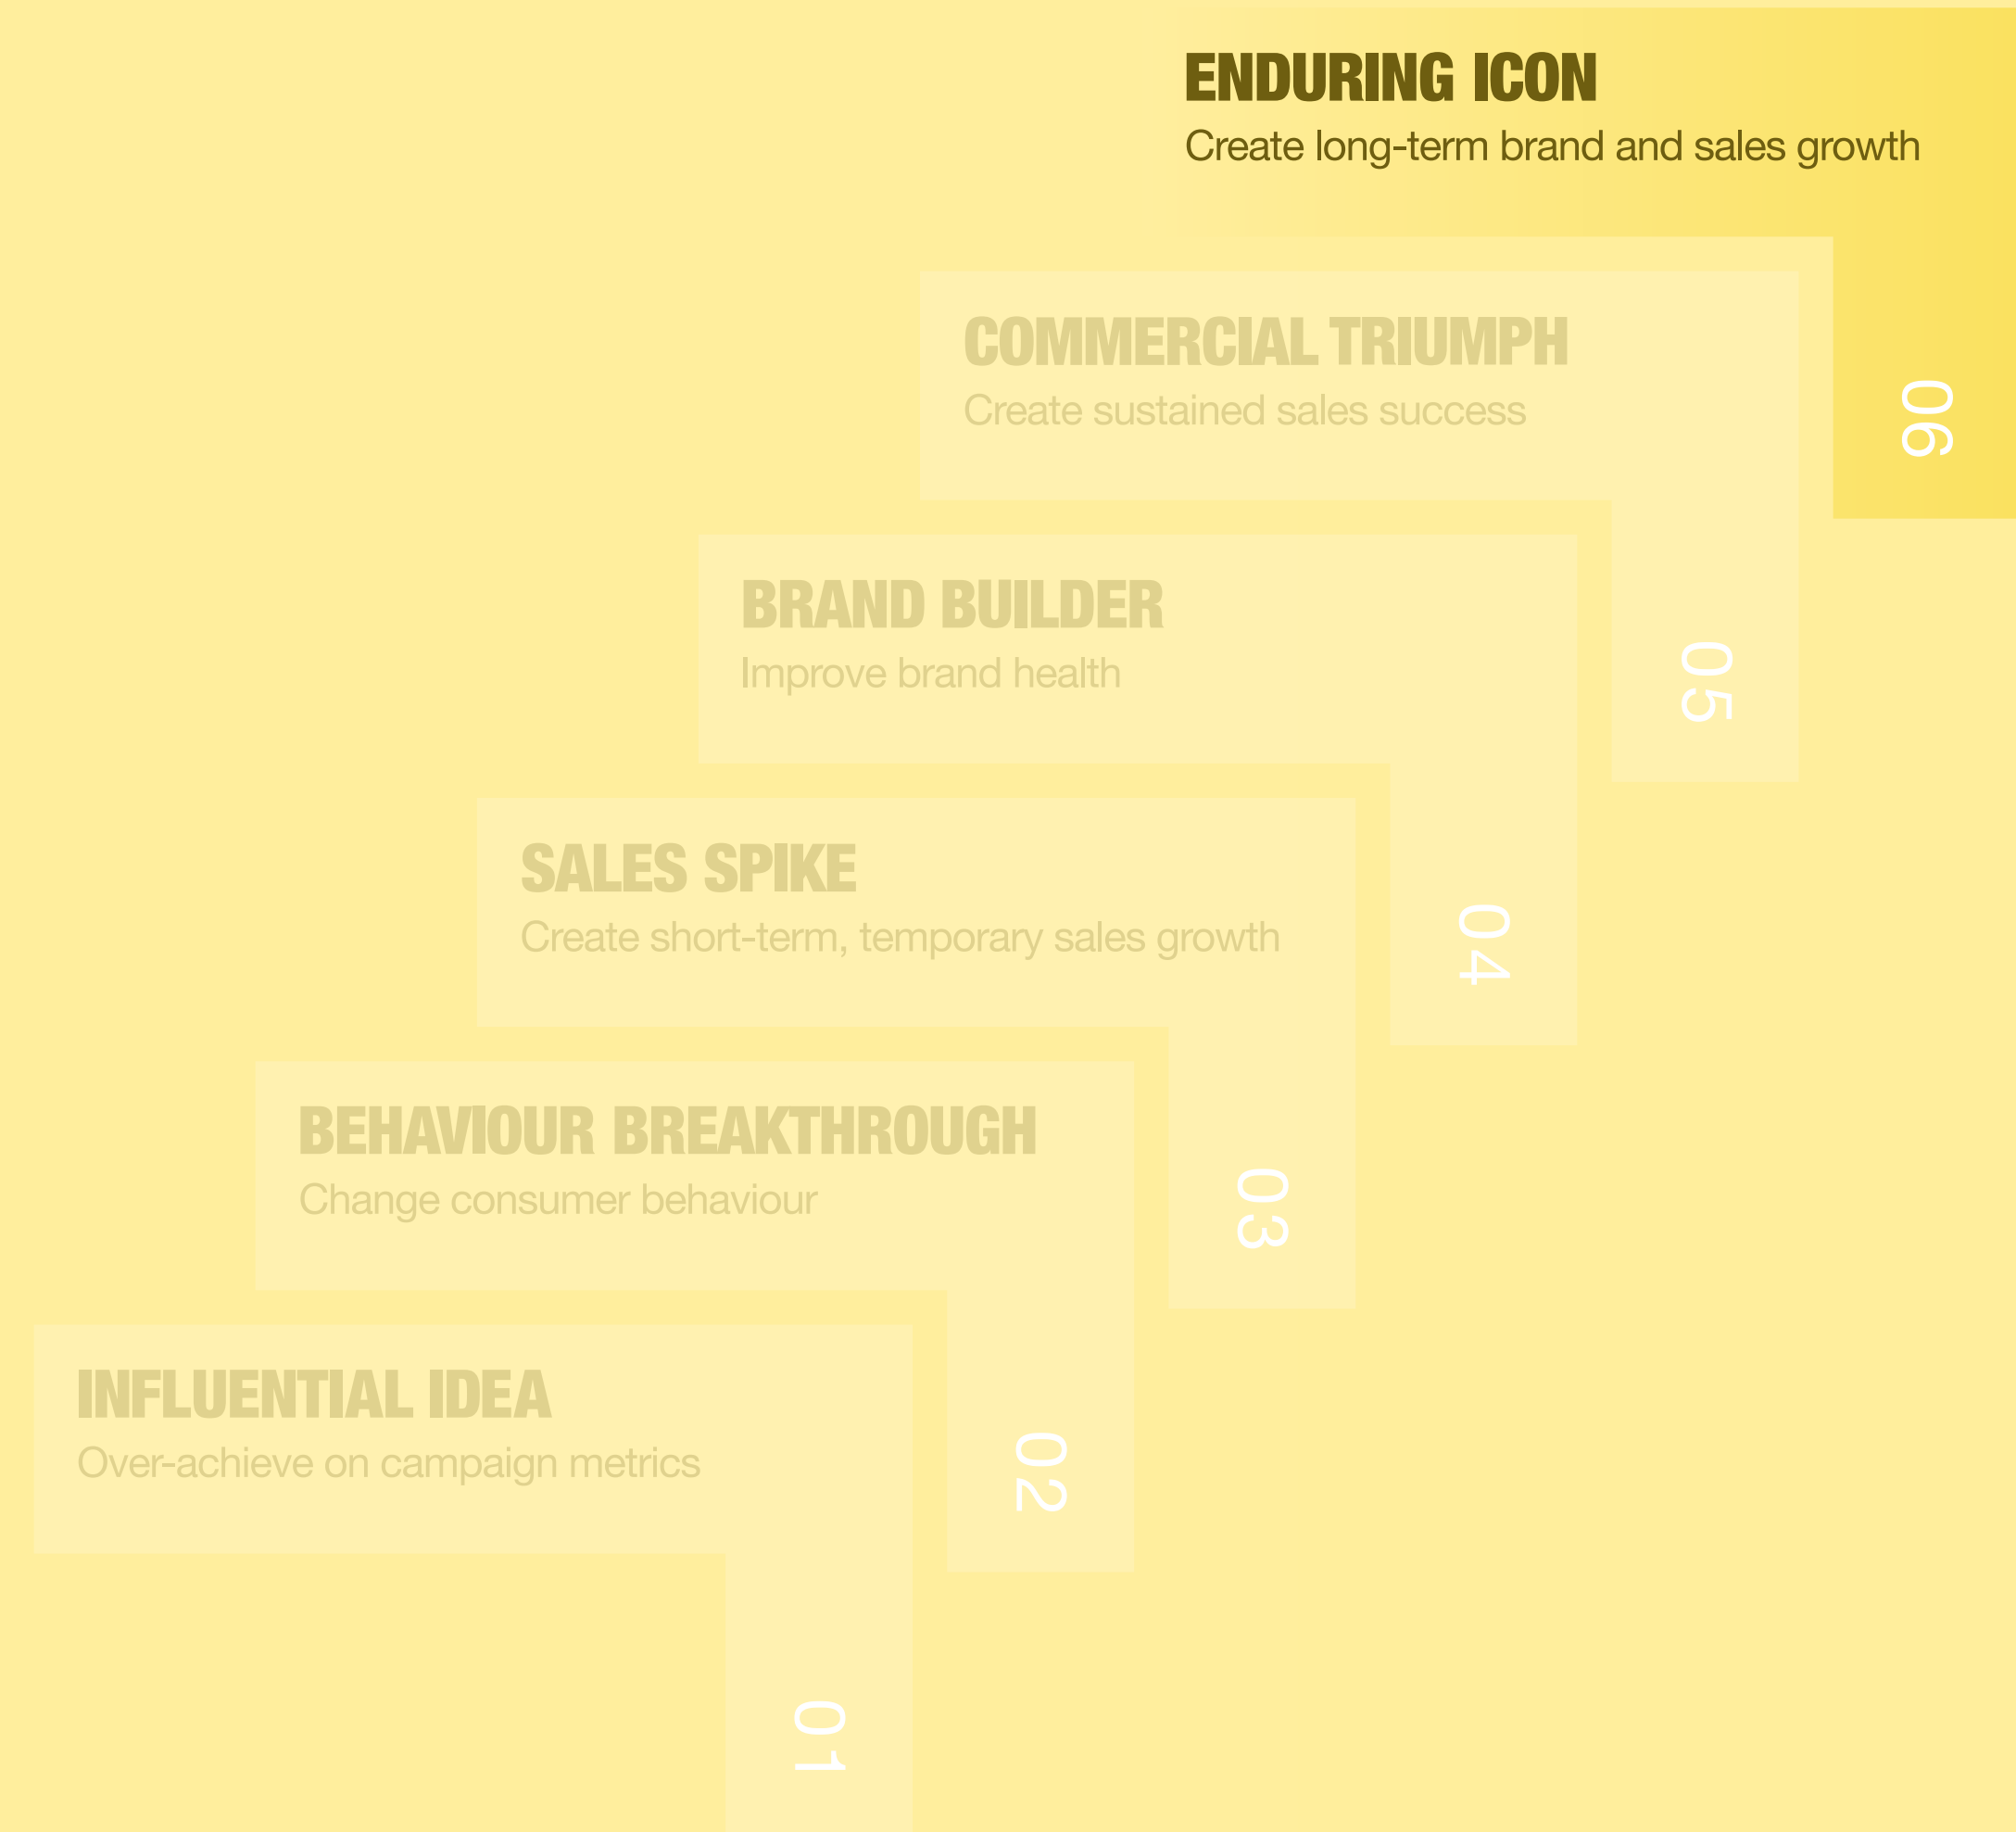 ENDURING ICON
Create long-term brand and sales growth
06
COMMERCIAL TRIUMPH
Create sustained sales success
05
BRAND BUILDER
Improve brand health
04
SALES SPIKE
Create short-term, temporary sales growth
03
BEHAVIOUR BREAKTHROUGH
Change consumer behaviour
02
INFLUENTIAL IDEA
Over-achieve on campaign metrics
01